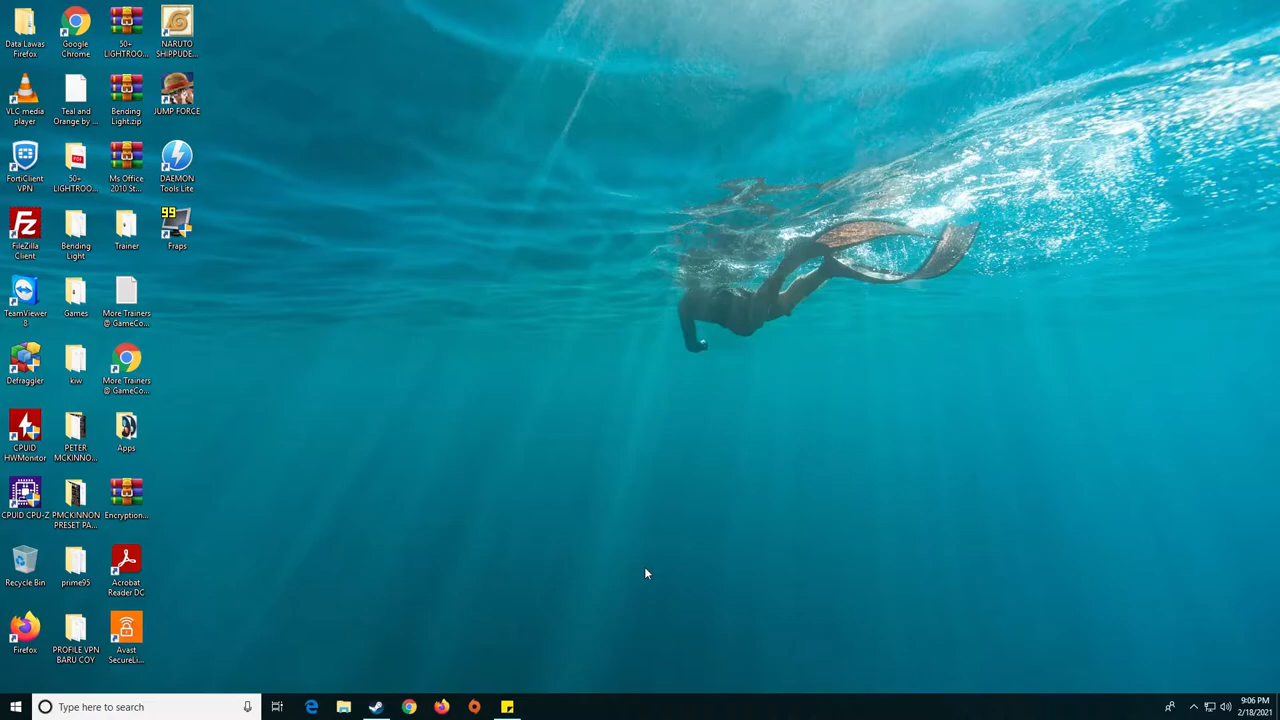 Data Lawas
Firefox
Google
Chrome
50+
LIGHTROO...
NARUTO
SHIPPUDE...
VLC media
player
Teal and
Orange by ...
Bending
Light.zip
JUMP FORCE
FortiClient
VPN
50+
LIGHTROO...
Ms Office
2010 St...
DAEMON
Tools Lite
FileZilla
Client
Bending
Light
Trainer
99
Fraps
TeamViewer
8
Games
More Trainers
@ GameCo...
Defraggler
kiw
More Trainers
@ GameCo...
CPUID
HWMonitor
PETER
MCKINNO...
Apps
CPUID CPU-Z
PMCKINNON
PRESET PA...
Encryption...
Recycle Bin
prime95
Acrobat
Reader DC
Firefox
PROFILE VPN
BARU COY
Avast
SecureLi...
Type here to search
9:06 PM
2/18/2021